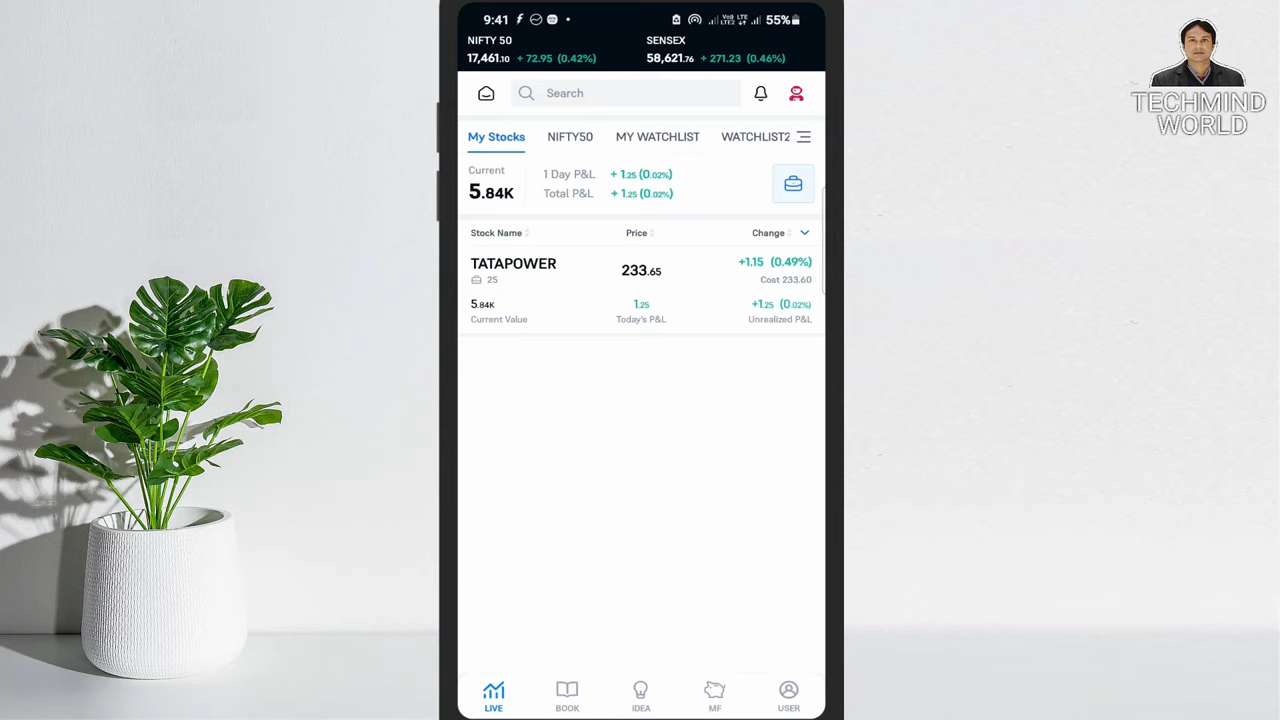 9:41 55%
NIFTY 50 SENSEX
17,461.10 + 72.95 (0.42%) 58,621.76 + 271.23 (0.46%)
Search
TECHMIND
WORLD
My Stocks NIFTY50 MY WATCHLIST WATCHLIST2
Current 1 Day P&L + 1.25 (0.02%)
5.84K Total P&L + 1.25 (0.02%)
Stock Name Price Change
TATAPOWER 233.65 +1.15 (0.49%)
25 Cost 233.60
5.84K 1.25 +1.25 (0.02%)
Current Value Today's P&L Unrealized P&L
LIVE BOOK IDEA MF USER